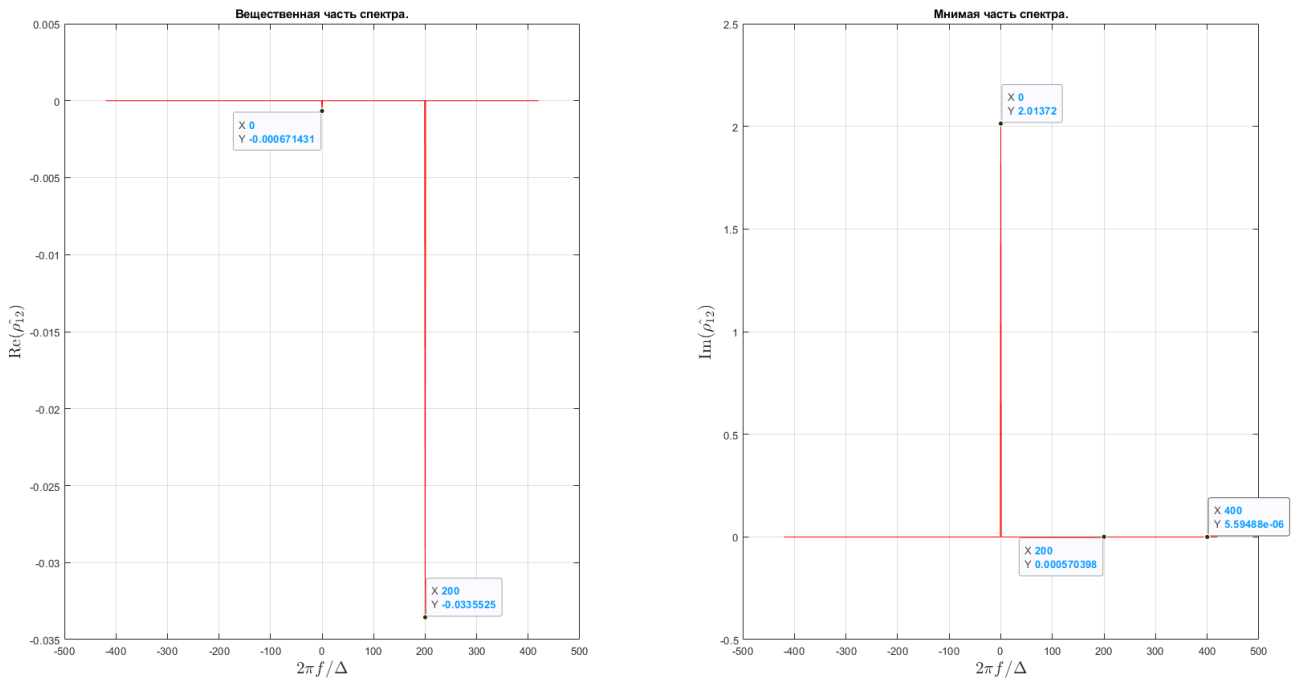 Вещественная часть спектра.
0.005
0
-0.005
-0.01
-0.015
-0.02
-0.025
-0.03
-0.035
-500 -400 -300 -200 -100 0 100 200 300 400 500
2πf/Δ
Re(ρ̂₁₂)
X 0
Y -0.000671431
X 200
Y -0.0335525
Мнимая часть спектра.
2.5
2
1.5
1
0.5
0
-0.5
-500 -400 -300 -200 -100 0 100 200 300 400 500
2πf/Δ
Im(ρ̂₁₂)
X 0
Y 2.01372
X 200
Y 0.000570398
X 400
Y 5.59488e-06